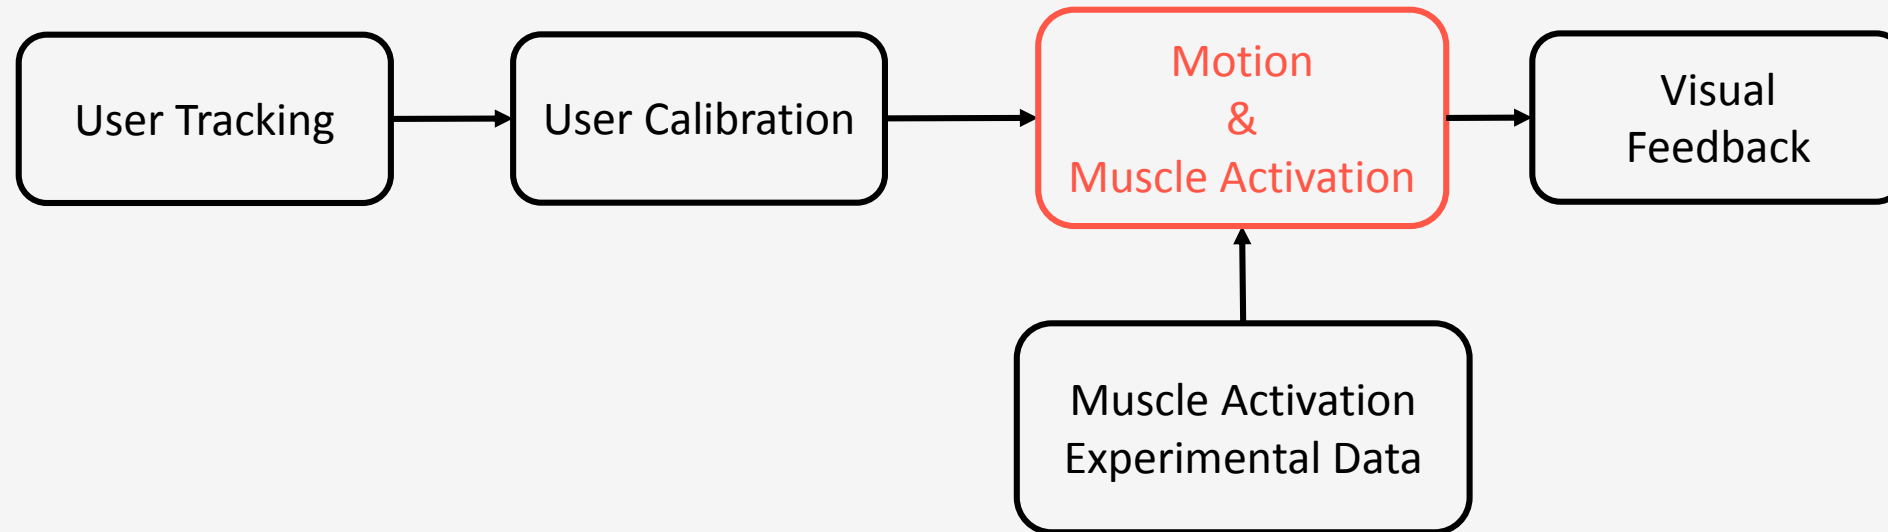 User Tracking
User Calibration
Motion
&
Muscle Activation
Visual
Feedback
Muscle Activation
Experimental Data